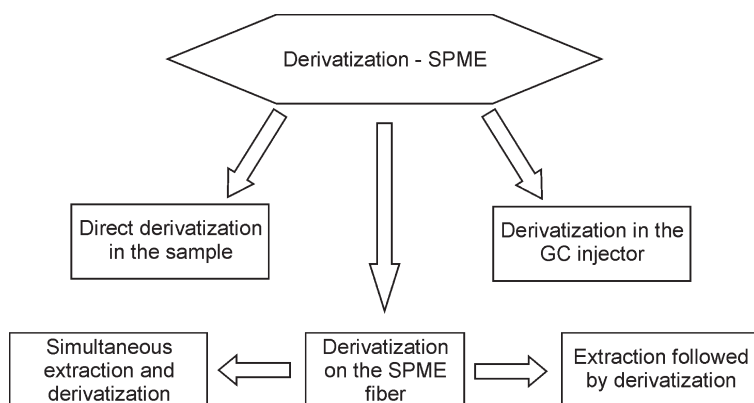 Derivatization - SPME
Direct derivatization
in the sample
Derivatization in the
GC injector
Simultaneous
extraction and
derivatization
Derivatization
on the SPME
fiber
Extraction followed
by derivatization